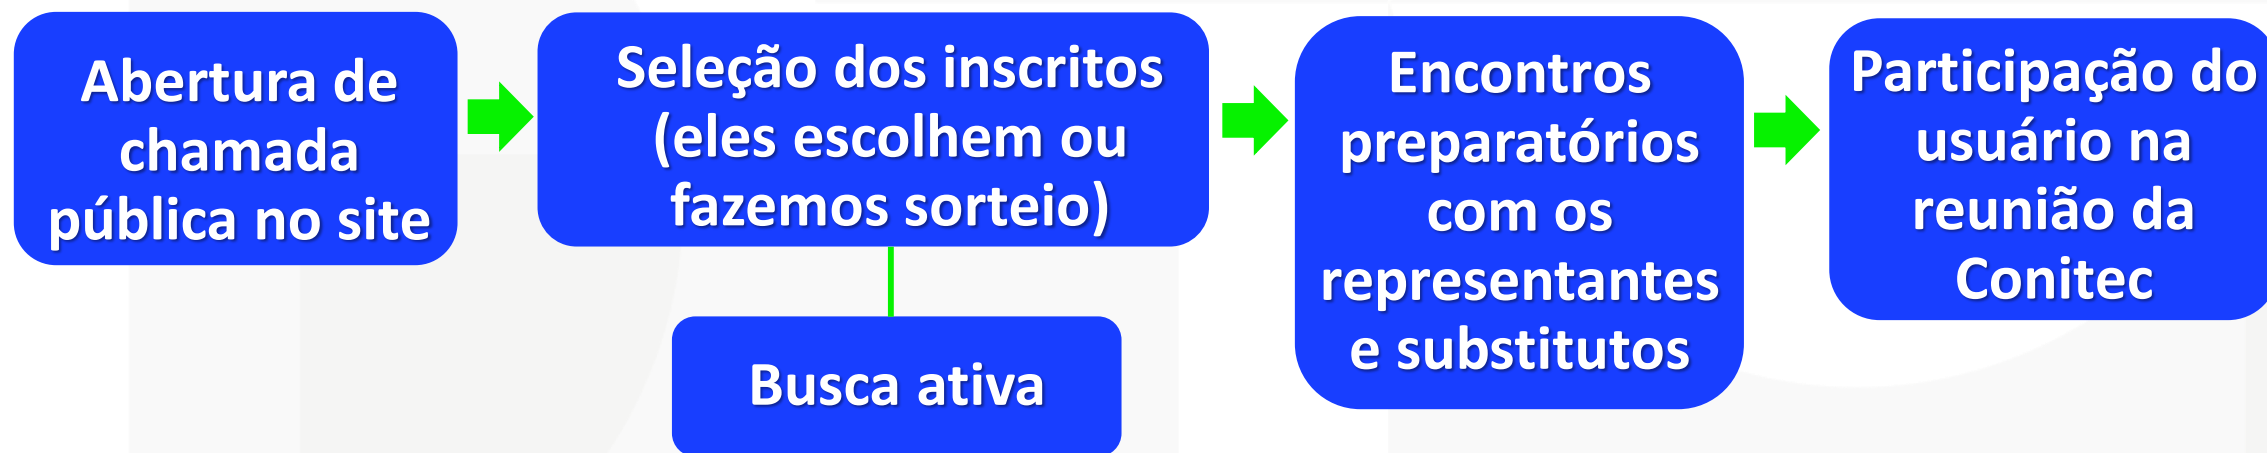 Abertura de
chamada
pública no site
Seleção dos inscritos
(eles escolhem ou
fazemos sorteio)
Busca ativa
Encontros
preparatórios
com os
representantes
e substitutos
Participação do
usuário na
reunião da
Conitec